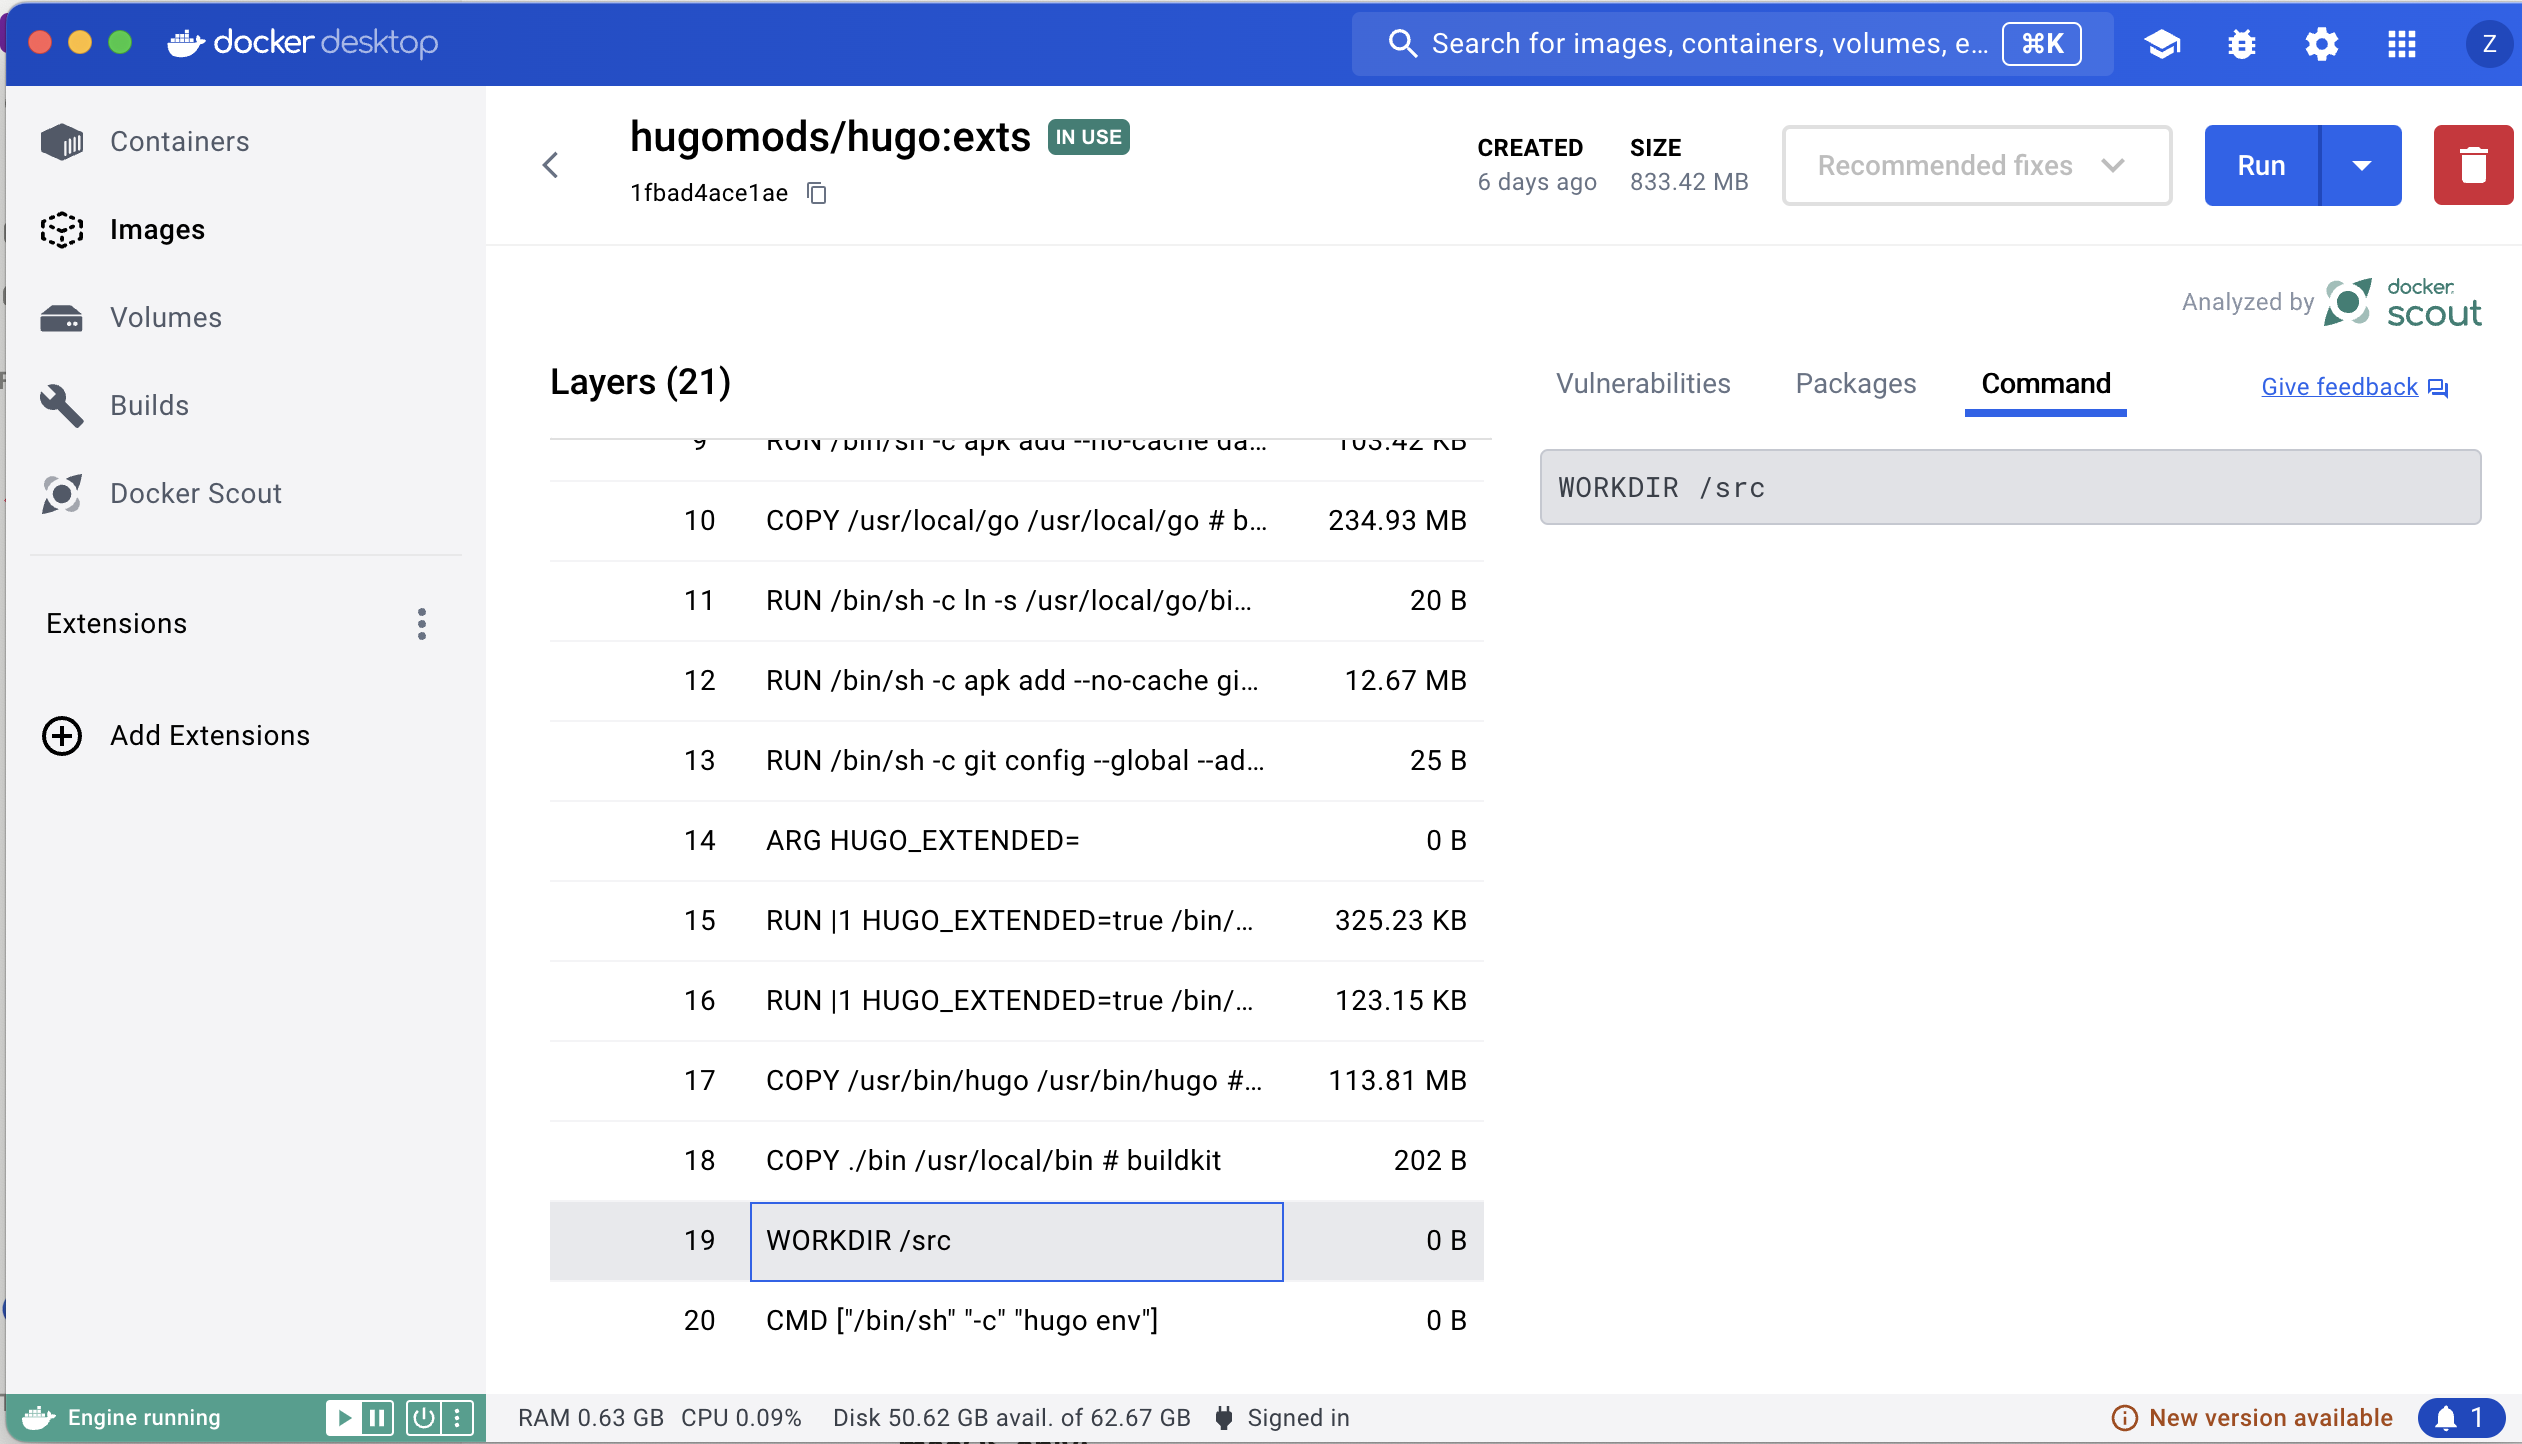 docker desktop
Search for images, containers, volumes, e...
⌘K
Z
Containers
Images
Volumes
Builds
Docker Scout
Extensions
Add Extensions
hugomods/hugo:exts
IN USE
1fbad4ace1ae
CREATED
6 days ago
SIZE
833.42 MB
Recommended fixes
Run
Analyzed by docker scout
Layers (21)
Vulnerabilities
Packages
Command
Give feedback
WORKDIR /src
9 RUN /bin/sh -c apk add --no-cache da... 103.42 KB
10 COPY /usr/local/go /usr/local/go # b... 234.93 MB
11 RUN /bin/sh -c ln -s /usr/local/go/bi... 20 B
12 RUN /bin/sh -c apk add --no-cache gi... 12.67 MB
13 RUN /bin/sh -c git config --global --ad... 25 B
14 ARG HUGO_EXTENDED= 0 B
15 RUN |1 HUGO_EXTENDED=true /bin/... 325.23 KB
16 RUN |1 HUGO_EXTENDED=true /bin/... 123.15 KB
17 COPY /usr/bin/hugo /usr/bin/hugo #... 113.81 MB
18 COPY ./bin /usr/local/bin # buildkit 202 B
19 WORKDIR /src 0 B
20 CMD ["/bin/sh" "-c" "hugo env"] 0 B
Engine running
RAM 0.63 GB CPU 0.09% Disk 50.62 GB avail. of 62.67 GB Signed in
New version available
1